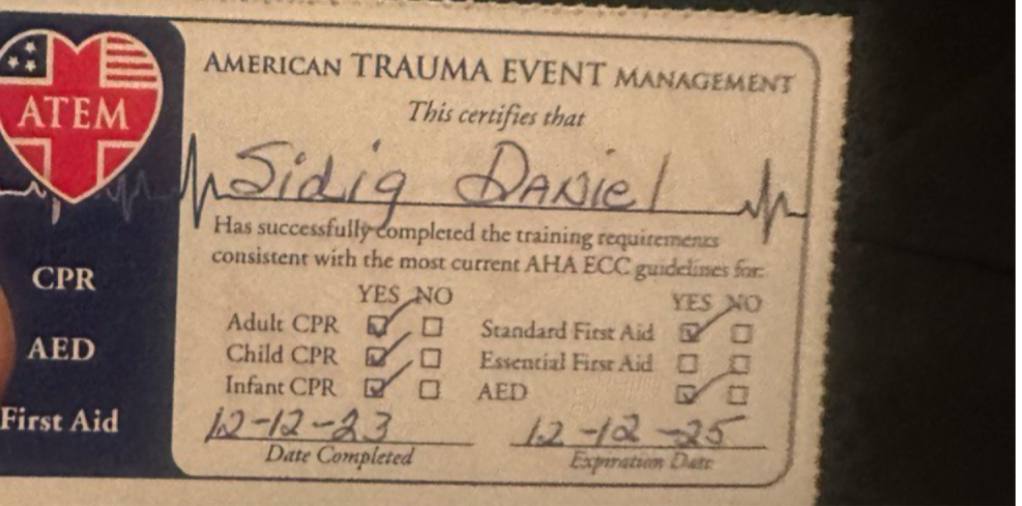 ATEM
CPR
AED
First Aid
AMERICAN TRAUMA EVENT MANAGEMENT
This certifies that
Sidig Daniel
Has successfully completed the training requirements
consistent with the most current AHA ECC guidelines for:
YES NO
Adult CPR
Child CPR
Infant CPR
YES NO
Standard First Aid
Essential First Aid
AED
12-12-23
Date Completed
12-12-25
Expiration Date